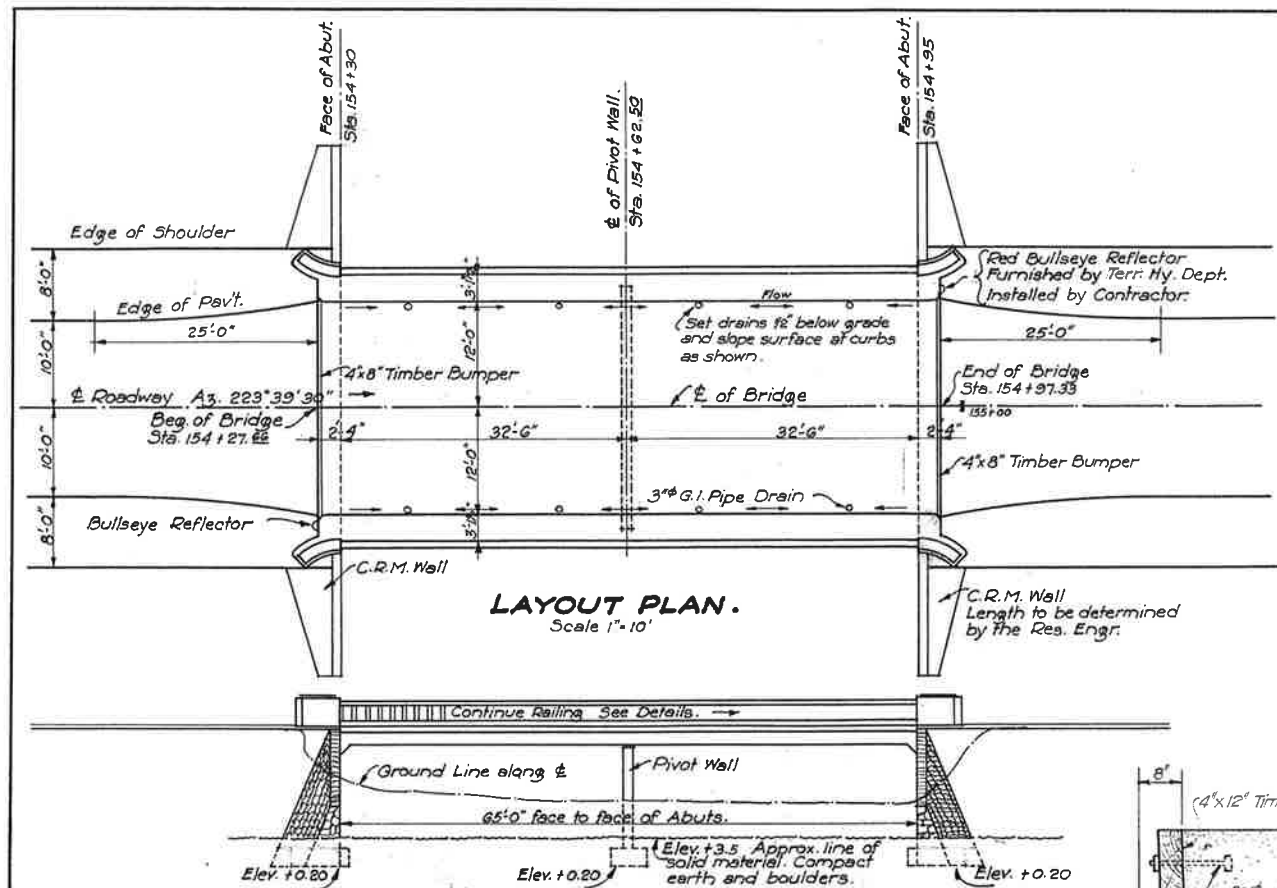 Face of Abut.
Sta. 154+30
℄ of Pivot Wall.
Sta. 154+62.50
Face of Abut.
Sta. 154+95
Edge of Shoulder
8'-0"
Edge of Pav't.
25'-0"
10'-0"
12'-0"
Flow
Set drains ½" below grade
and slope surface at curbs
as shown.
Red Bullseye Reflector
Furnished by Terr. Hy. Dept.
Installed by Contractor.
25'-0"
4"x8" Timber Bumper
℄ Roadway Az. 223°39'30"
Beg. of Bridge
Sta. 154+27.66
℄ of Bridge
End of Bridge
Sta. 154+97.33
155+00
2'-4"
32'-6"
32'-6"
2'-4"
10'-0"
12'-0"
4"x8" Timber Bumper
3"φ G.I. Pipe Drain
Bullseye Reflector
8'-0"
C.R.M. Wall
LAYOUT PLAN.
Scale 1"=10'
C.R.M. Wall
Length to be determined
by the Res. Engr.
Continue Railing See Details.
Ground Line along ℄
Pivot Wall
65'-0" face to face of Abuts.
Elev. +3.5 Approx. line of
solid material. Compact
earth and boulders.
Elev. +0.20
Elev. +0.20
Elev. +0.20
8"
4"x12" Tim